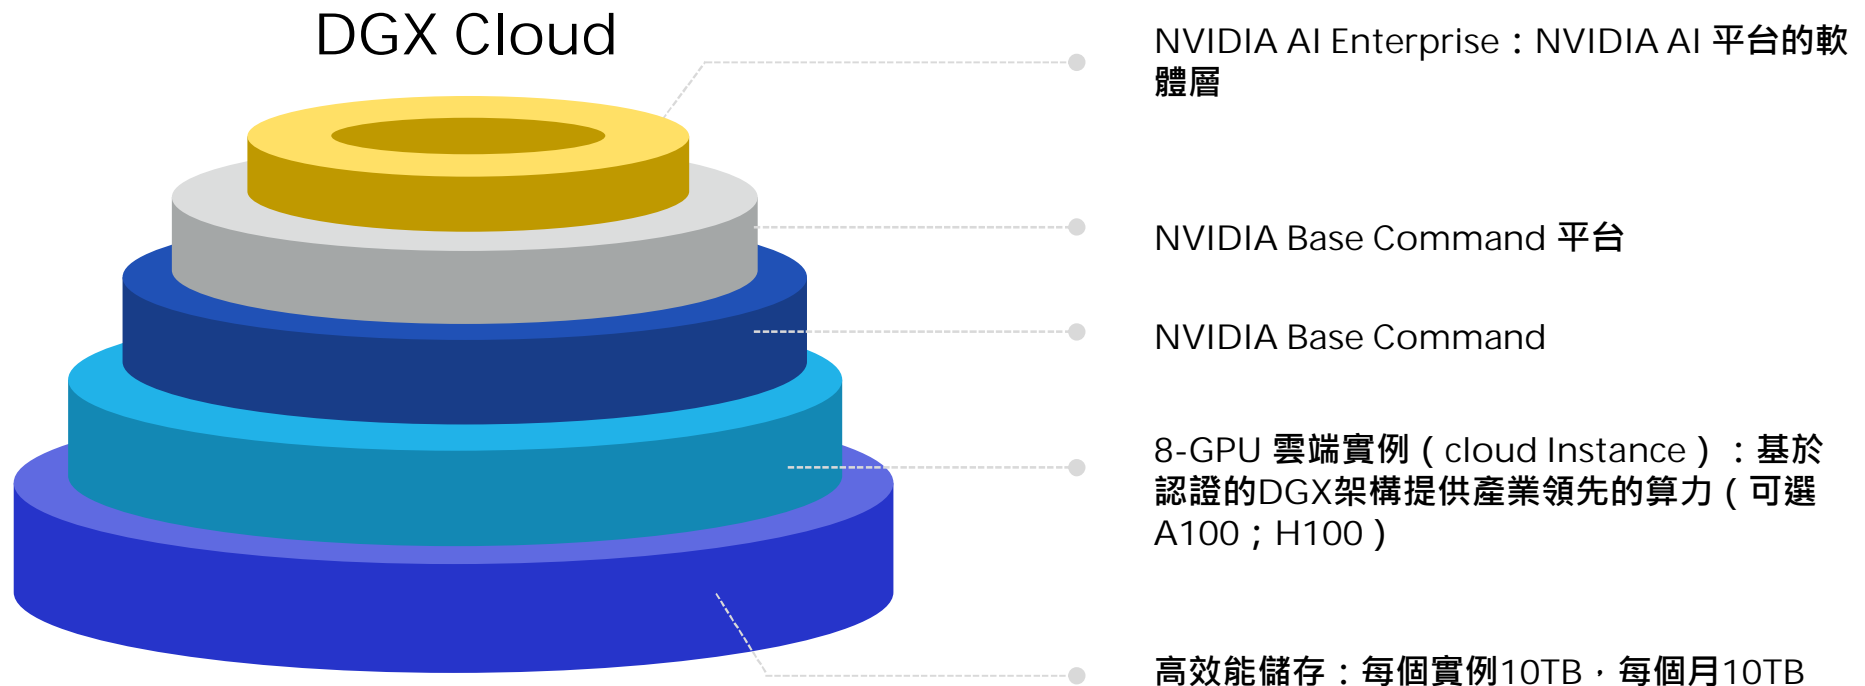 DGX Cloud
NVIDIA AI Enterprise：NVIDIA AI 平台的軟
體層
NVIDIA Base Command 平台
NVIDIA Base Command
8-GPU 雲端實例（cloud Instance）：基於
認證的DGX架構提供產業領先的算力（可選
A100；H100）
高效能儲存：每個實例10TB，每個月10TB